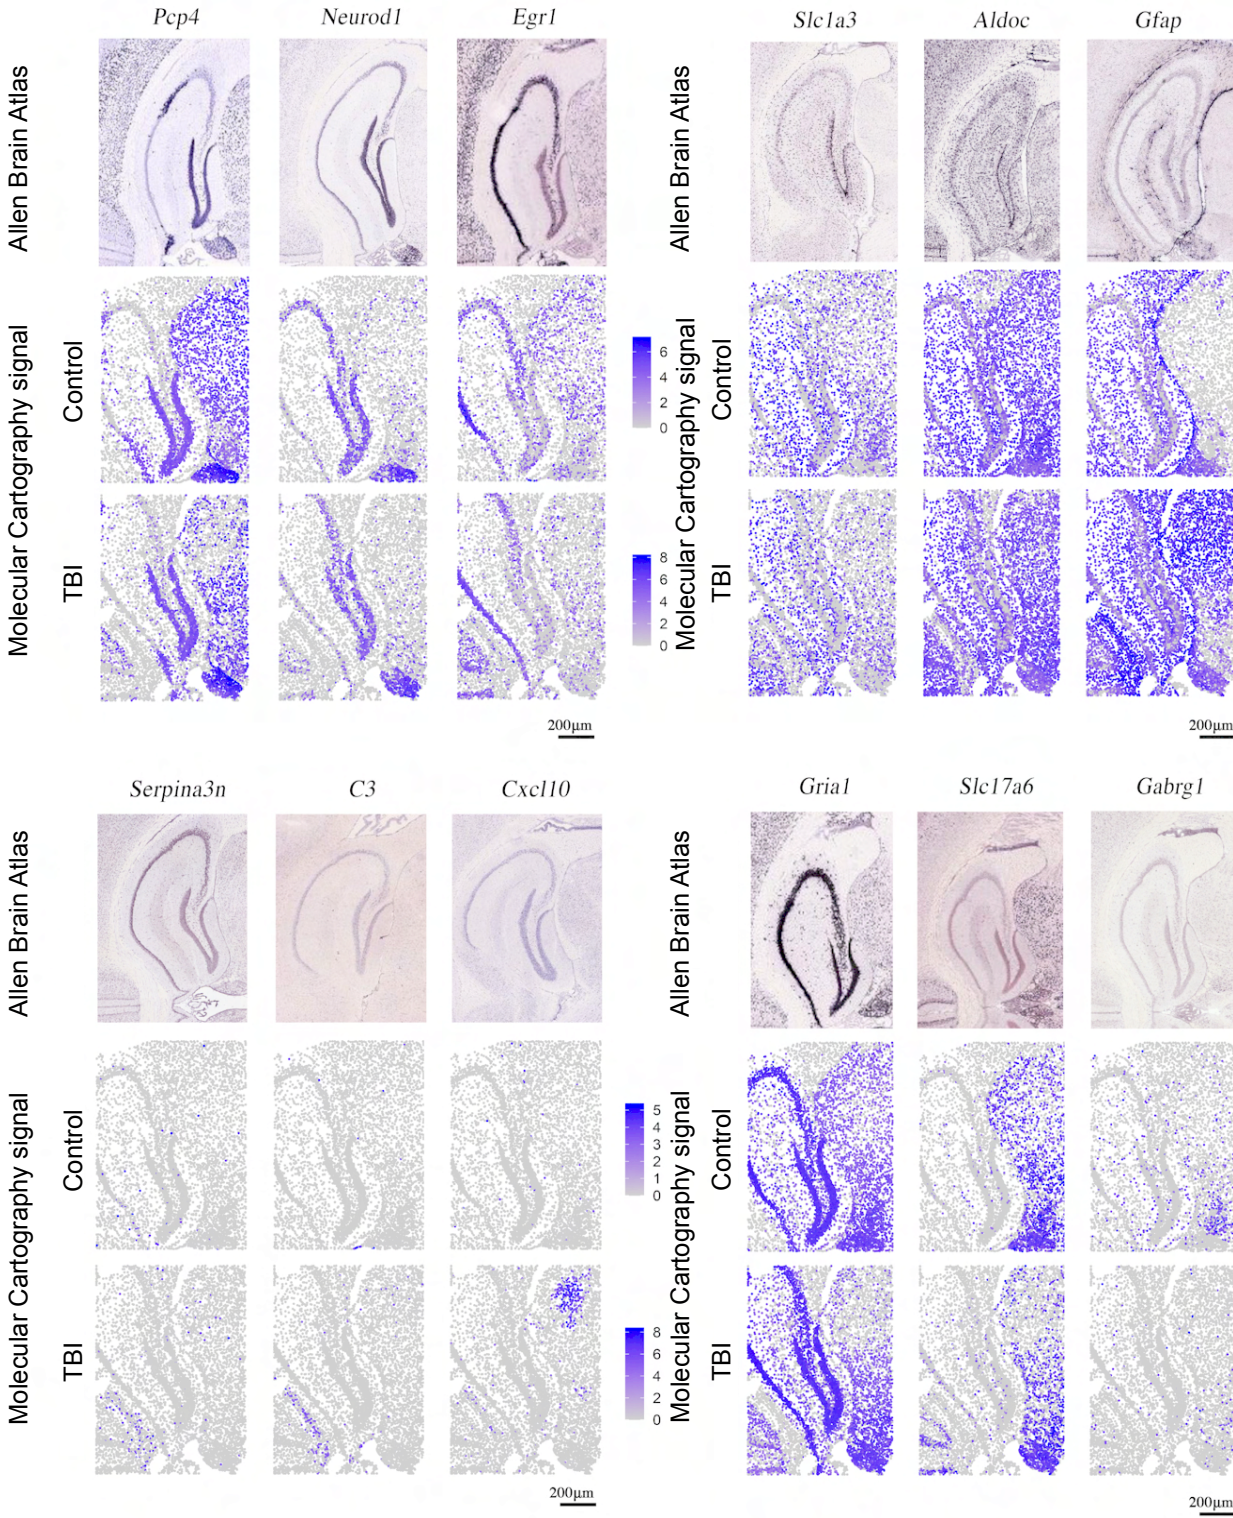 Pcp4 Neurod1 Egr1
Allen Brain Atlas
Molecular Cartography signal
Control
TBI
6
4
2
0
8
6
4
2
0
200µm
Slc1a3 Aldoc Gfap
Allen Brain Atlas
Molecular Cartography signal
Control
TBI
200µm
Serpina3n C3 Cxcl10
Allen Brain Atlas
Molecular Cartography signal
Control
TBI
5
4
3
2
1
0
8
6
4
2
0
200µm
Gria1 Slc17a6 Gabrg1
Allen Brain Atlas
Molecular Cartography signal
Control
TBI
200µm